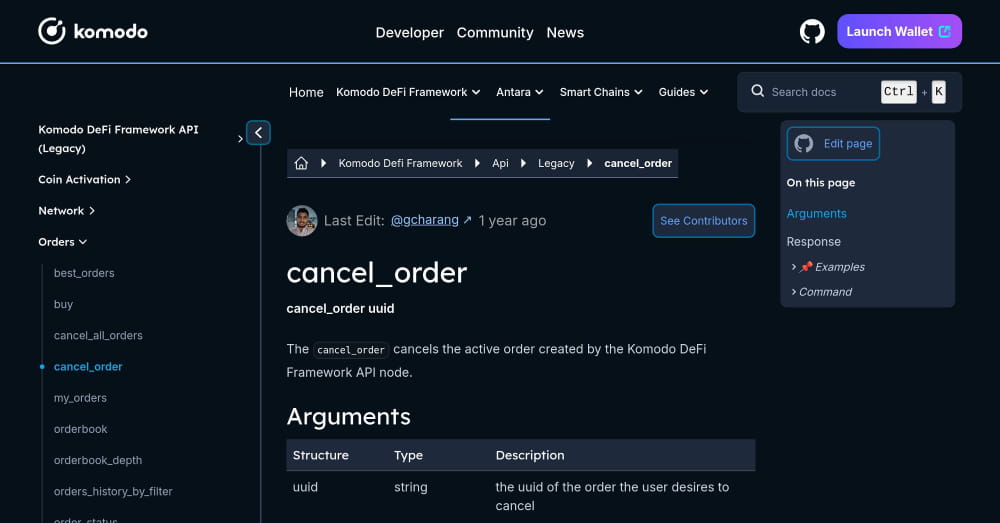 komodo
Developer Community News
Launch Wallet
Home Komodo DeFi Framework Antara Smart Chains Guides
Search docs Ctrl + K
Komodo DeFi Framework API
(Legacy)
Coin Activation
Network
Orders
best_orders
buy
cancel_all_orders
cancel_order
my_orders
orderbook
orderbook_depth
orders_history_by_filter
order_status
Komodo Defi Framework Api Legacy cancel_order
Last Edit: @gcharang ↗ 1 year ago
See Contributors
cancel_order
cancel_order uuid
The cancel_order cancels the active order created by the Komodo DeFi
Framework API node.
Arguments
Structure Type Description
uuid string the uuid of the order the user desires to
cancel
Edit page
On this page
Arguments
Response
📌 Examples
Command